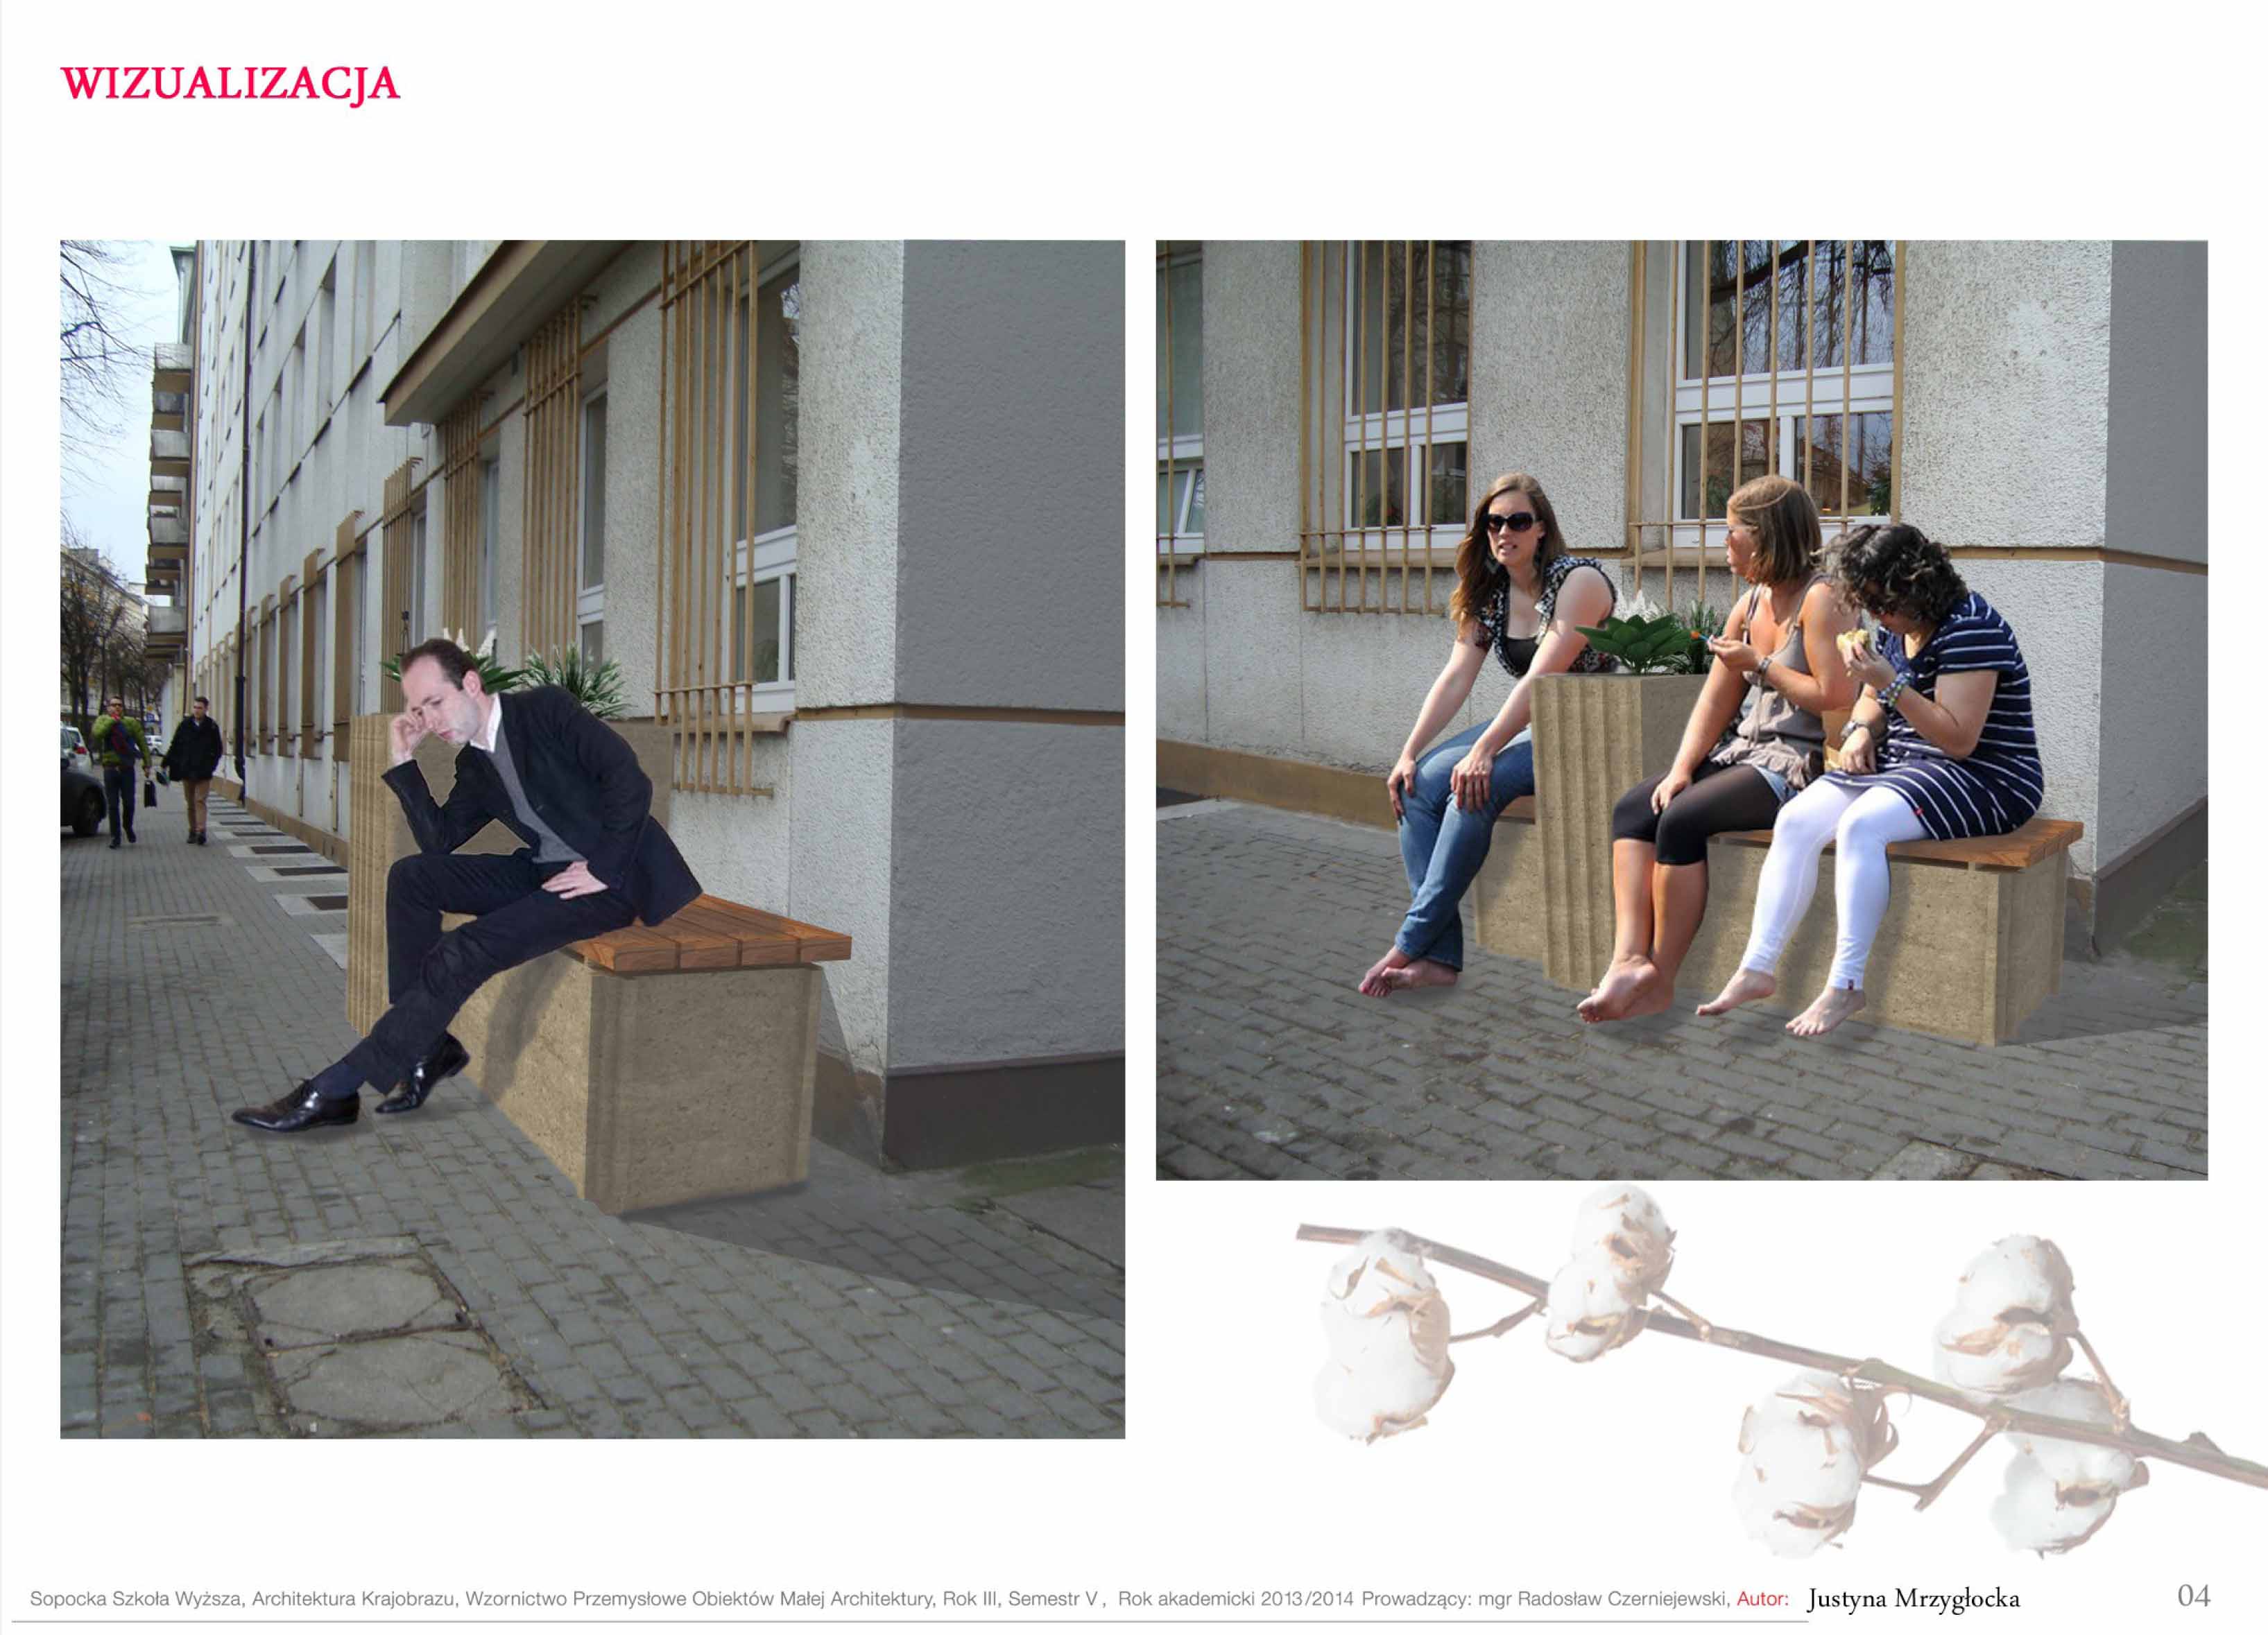 WIZUALIZACJA
Sopocka Szkoła Wyższa, Architektura Krajobrazu, Wzornictwo Przemysłowe Obiektów Małej Architektury, Rok III, Semestr V , Rok akademicki 2013/2014 Prowadzący: mgr Radosław Czerniejewski, Autor: Justyna Mrzygłocka 04